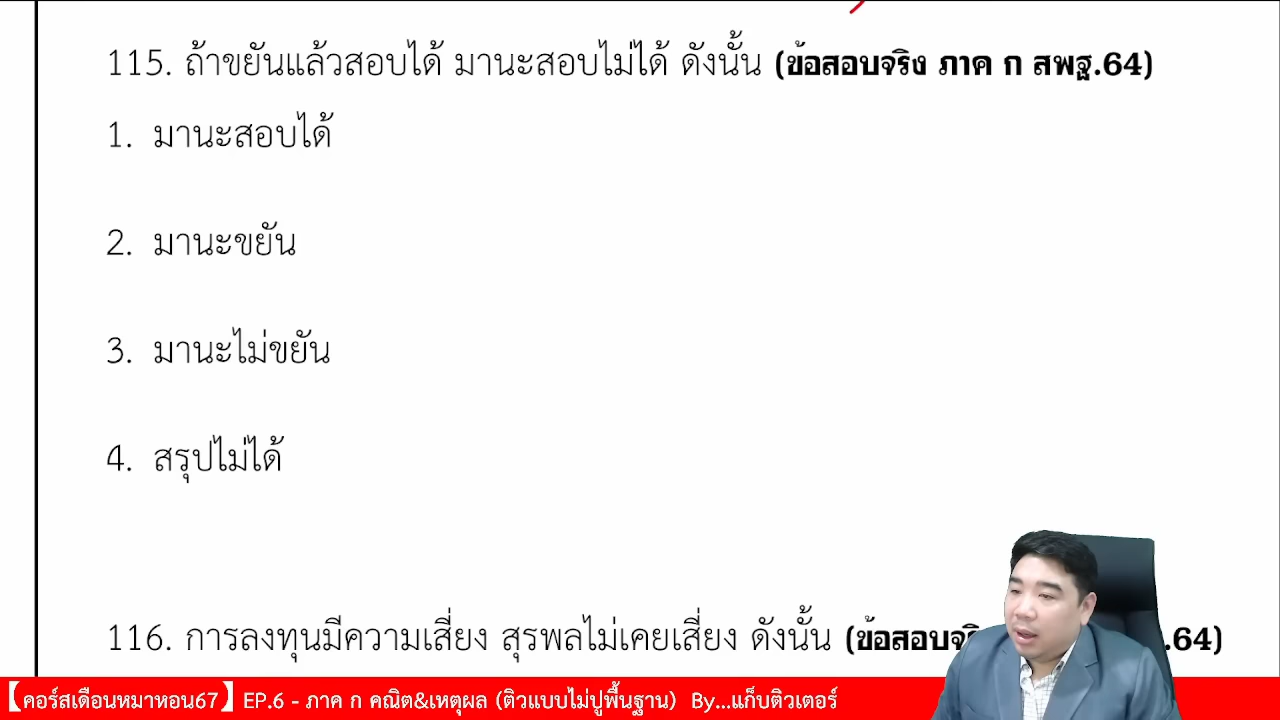 115. ถ้าขยันแล้วสอบได้ มานะสอบไม่ได้ ดังนั้น (ข้อสอบจริง ภาค ก สพฐ.64)
1. มานะสอบได้
2. มานะขยัน
3. มานะไม่ขยัน
4. สรุปไม่ได้
116. การลงทุนมีความเสี่ยง สุรพลไม่เคยเสี่ยง ดังนั้น .64)
【คอร์สเดือนหมาหอน67】 EP.6 - ภาค ก คณิต&เหตุผล (ติวแบบไม่ปูพื้นฐาน) By...แก็บติวเตอร์